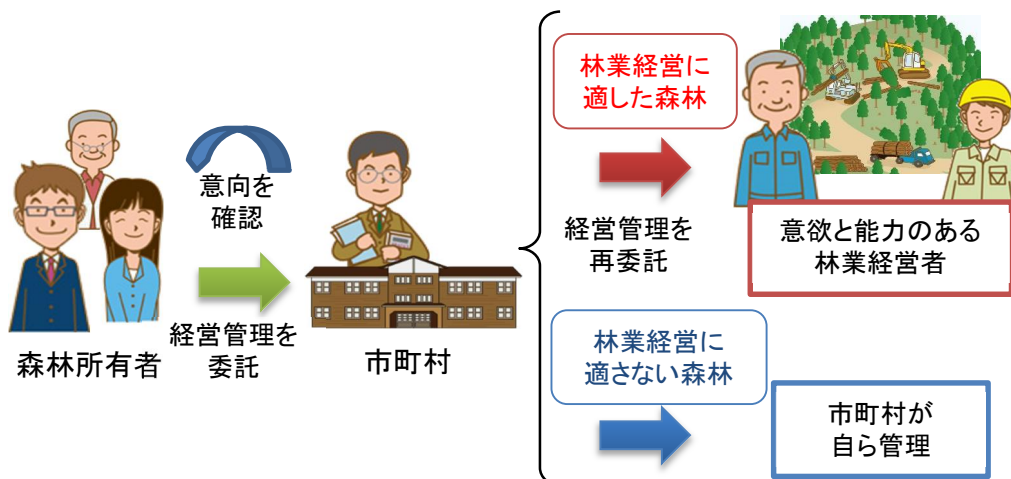 森林所有者
意向を
確認
経営管理を
委託
市町村
林業経営に
適した森林
経営管理を
再委託
意欲と能力のある
林業経営者
林業経営に
適さない森林
市町村が
自ら管理